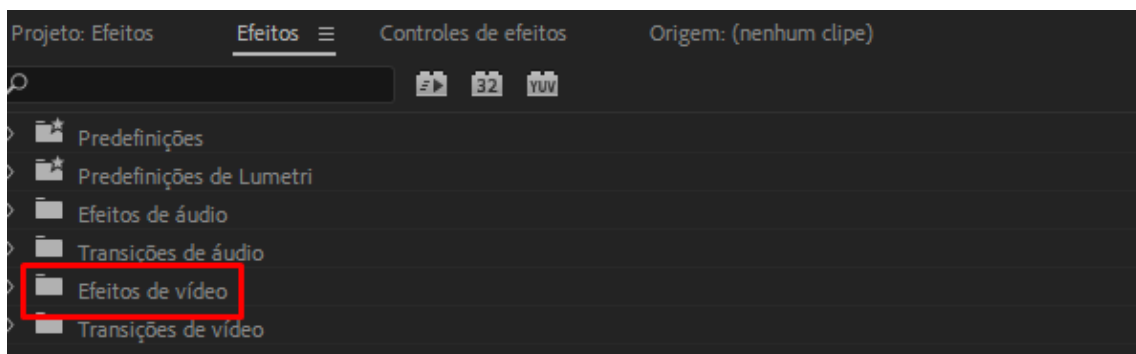 Projeto: Efeitos Efeitos Controles de efeitos Origem: (nenhum clipe)
32 YUV
Predefinições
Predefinições de Lumetri
Efeitos de áudio
Transições de áudio
Efeitos de vídeo
Transições de vídeo